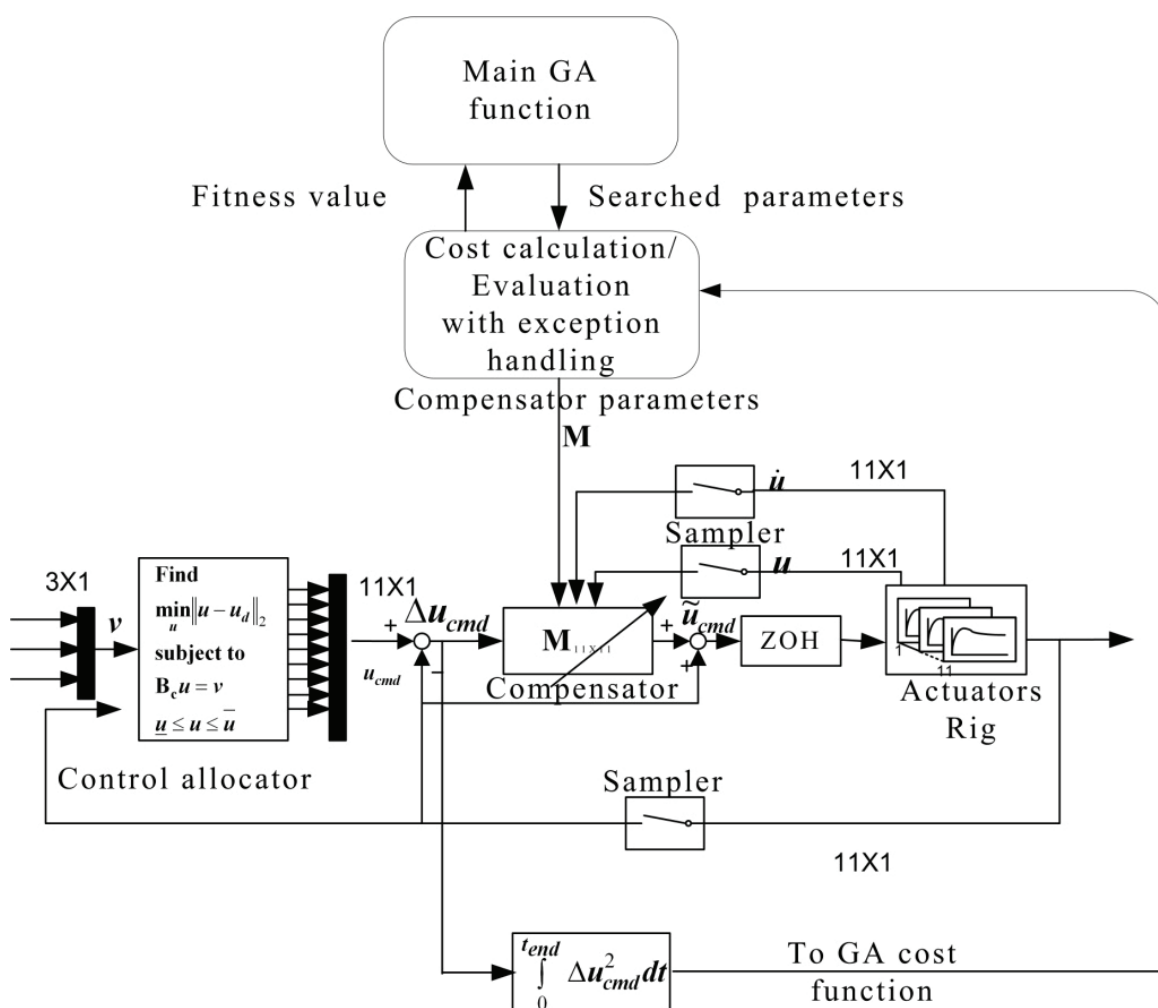 Main GA
function
Fitness value
Searched parameters
Cost calculation/
Evaluation
with exception
handling
Compensator parameters
M
u̇
11X1
Sampler
u
11X1
3X1
v
Find
min ‖u − u_d‖₂
u
subject to
B_c u = v
u̲ ≤ u ≤ u̅
Control allocator
11X1
+
Δu_cmd
u_cmd
−
M₁₁ₓ₁₁
Compensator
+
ũ_cmd
+
ZOH
1
11
Actuators
Rig
Sampler
11X1
t_end
∫ Δu²_cmd dt
0
To GA cost
function